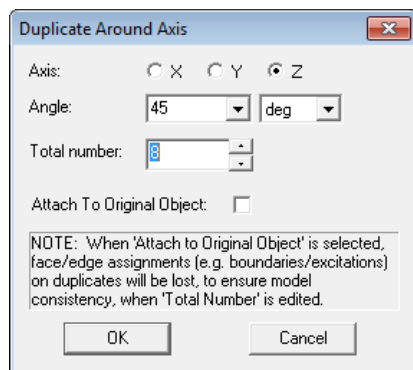 Duplicate Around Axis
Axis: X Y Z
Angle: 45 deg
Total number: 8
Attach To Original Object:
NOTE: When 'Attach to Original Object' is selected,
face/edge assignments (e.g. boundaries/excitations)
on duplicates will be lost, to ensure model
consistency, when 'Total Number' is edited.
OK Cancel